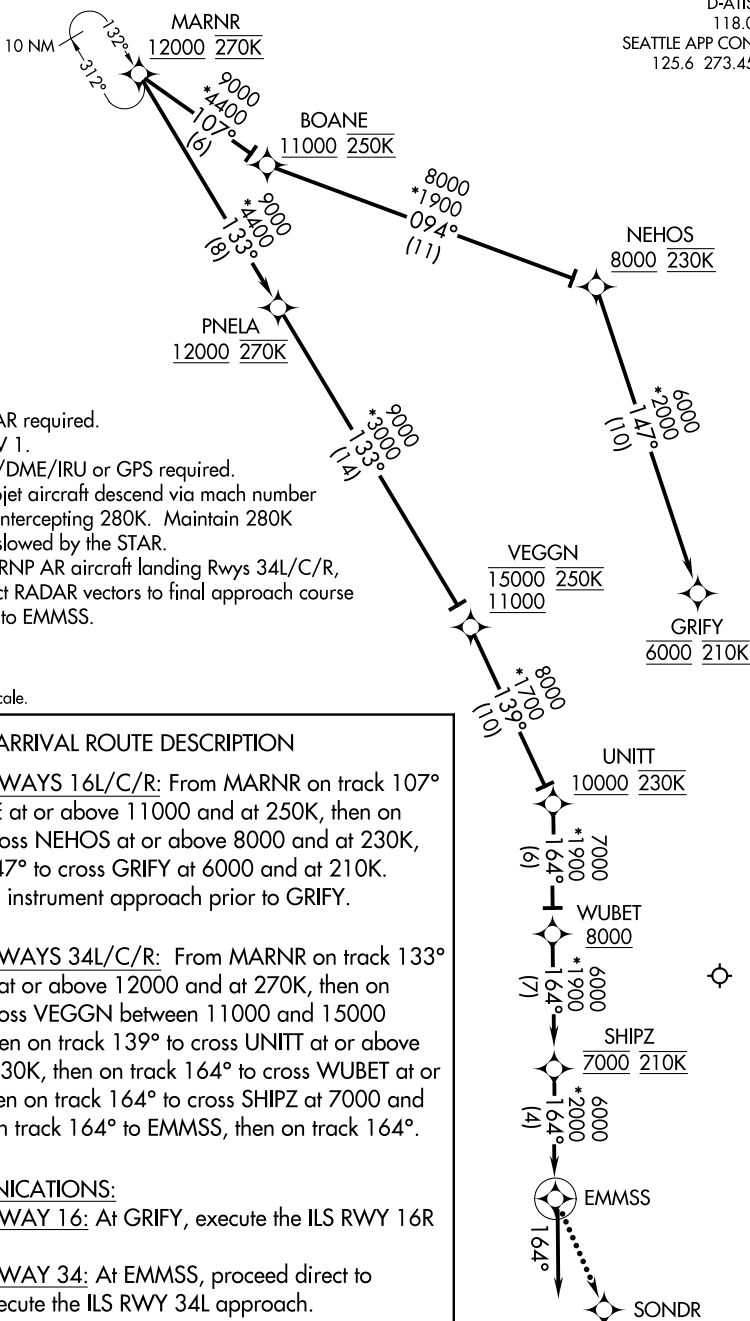 D-ATIS
118.0
SEATTLE APP CON
125.6 273.45
MARNR
12000 270K
10 NM
132°
312°
9000
*4400
107°
(6)
BOANE
11000 250K
8000
*1900
094°
(11)
NEHOS
8000 230K
9000
*4400
133°
(8)
PNELA
12000 270K
6000
*2000
147°
(10)
GRIFY
6000 210K
9000
*3000
133°
(14)
VEGGN
15000 250K
11000
8000
*1700
139°
(10)
UNITT
10000 230K
7000
*1900
164°
(6)
WUBET
8000
6000
*1900
164°
(7)
SHIPZ
7000 210K
6000
*2000
164°
(4)
EMMSS
164°
SONDR
AR required.
V 1.
/DME/IRU or GPS required.
ojet aircraft descend via mach number
intercepting 280K. Maintain 280K
slowed by the STAR.
RNP AR aircraft landing Rwys 34L/C/R,
ct RADAR vectors to final approach course
to EMMSS.
cale.
ARRIVAL ROUTE DESCRIPTION
WAYS 16L/C/R: From MARNR on track 107°
E at or above 11000 and at 250K, then on
oss NEHOS at or above 8000 and at 230K,
47° to cross GRIFY at 6000 and at 210K.
instrument approach prior to GRIFY.
WAYS 34L/C/R: From MARNR on track 133°
at or above 12000 and at 270K, then on
oss VEGGN between 11000 and 15000
en on track 139° to cross UNITT at or above
30K, then on track 164° to cross WUBET at or
en on track 164° to cross SHIPZ at 7000 and
n track 164° to EMMSS, then on track 164°.
NICATIONS:
WAY 16: At GRIFY, execute the ILS RWY 16R
WAY 34: At EMMSS, proceed direct to
ecute the ILS RWY 34L approach.